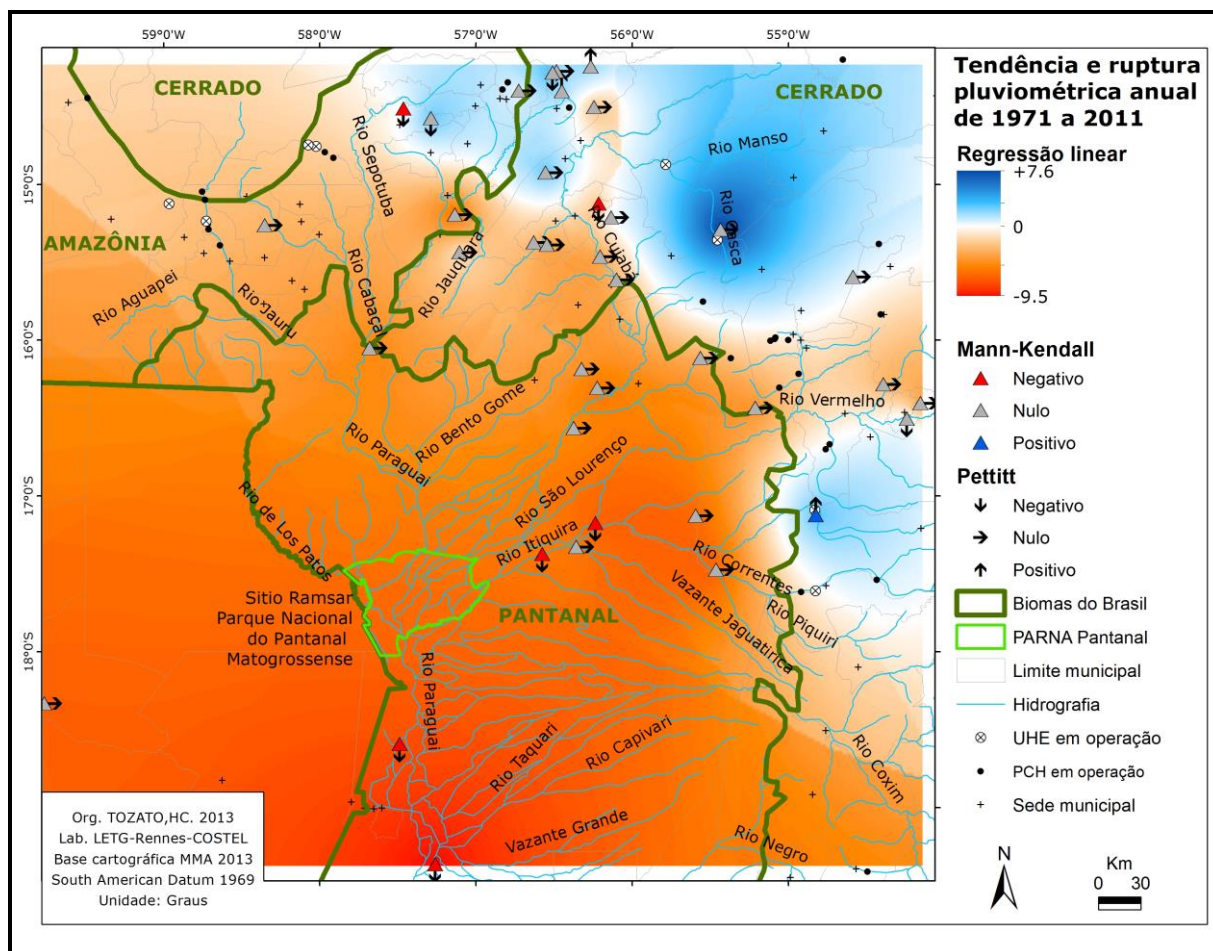 59°0'W
58°0'W
57°0'W
56°0'W
55°0'W
15°0'S
16°0'S
17°0'S
18°0'S
CERRADO
CERRADO
AMAZÔNIA
PANTANAL
Rio Sepotuba
Rio Manso
Rio Casca
Rio Cuiabá
Rio Jauquara
Rio Cabaçal
Rio Aguapei
Rio Jauru
Rio Bento Gome
Rio Paraguai
Rio Vermelho
Rio São Lourenço
Rio de Los Patos
Rio Itiquira
Rio Correntes
Vazante Jaguatirica
Rio Piquiri
Sitio Ramsar
Parque Nacional
do Pantanal
Matogrossense
Rio Paraguai
Rio Taquari
Rio Capivari
Rio Coxim
Vazante Grande
Rio Negro
Org. TOZATO,HC. 2013
Lab. LETG-Rennes-COSTEL
Base cartográfica MMA 2013
South American Datum 1969
Unidade: Graus
Tendência e ruptura
pluviométrica anual
de 1971 a 2011
Regressão linear
+7.6
0
-9.5
Mann-Kendall
Negativo
Nulo
Positivo
Pettitt
Negativo
Nulo
Positivo
Biomas do Brasil
PARNA Pantanal
Limite municipal
Hidrografia
UHE em operação
PCH em operação
Sede municipal
N
Km
0 30